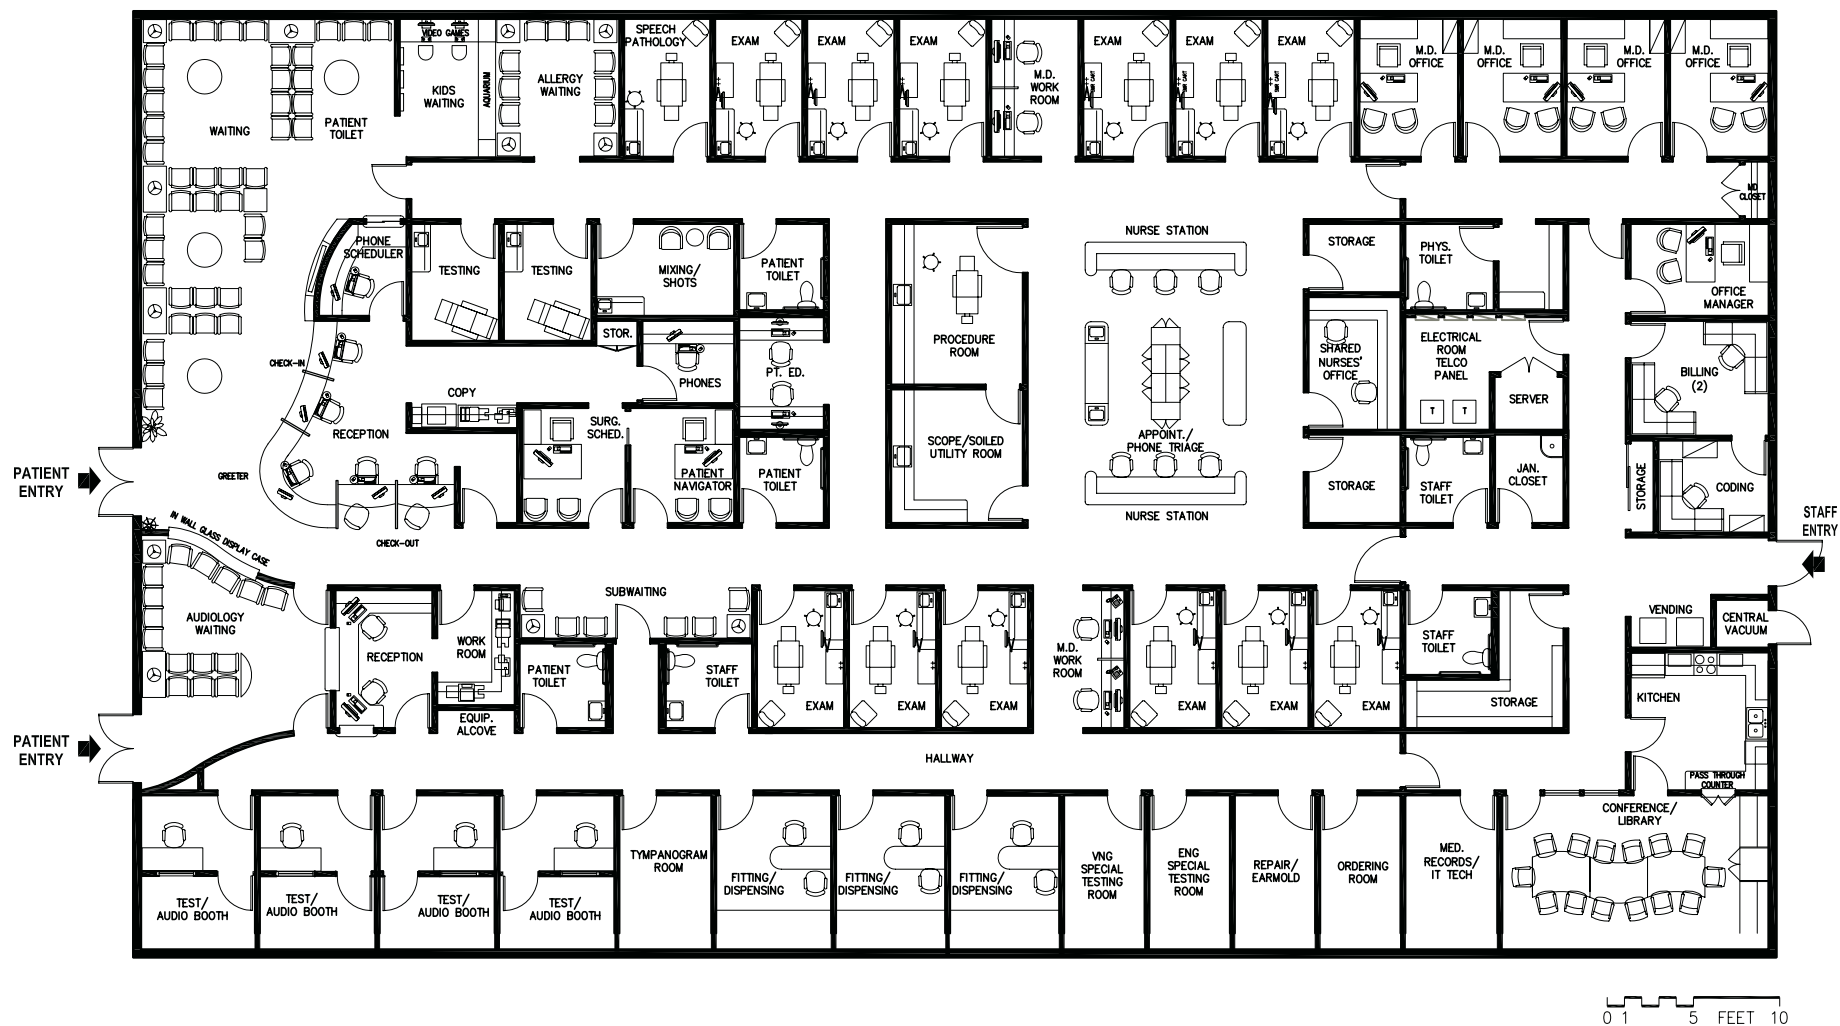 VIDEO GAMES
SPEECH
PATHOLOGY
EXAM
EXAM
EXAM
EXAM
EXAM
EXAM
M.D.
OFFICE
M.D.
OFFICE
M.D.
OFFICE
M.D.
OFFICE
KIDS
WAITING
AQUARIUM
ALLERGY
WAITING
M.D.
WORK
ROOM
WAITING
PATIENT
TOILET
MD
CLOSET
PHONE
SCHEDULER
TESTING
TESTING
MIXING/
SHOTS
PATIENT
TOILET
NURSE STATION
STORAGE
PHYS.
TOILET
OFFICE
MANAGER
STOR.
PROCEDURE
ROOM
SHARED
NURSES'
OFFICE
ELECTRICAL
ROOM
TELCO
PANEL
T
T
SERVER
BILLING
(2)
CHECK-IN
COPY
PHONES
PT. ED.
RECEPTION
SURG.
SCHED.
SCOPE/SOILED
UTILITY ROOM
APPOINT./
PHONE TRIAGE
PATIENT
ENTRY
GREETER
PATIENT
NAVIGATOR
PATIENT
TOILET
STORAGE
STAFF
TOILET
JAN.
CLOSET
STORAGE
CODING
NURSE STATION
IN WALL GLASS DISPLAY CASE
CHECK-OUT
STAFF
ENTRY
AUDIOLOGY
WAITING
SUBWAITING
VENDING
CENTRAL
VACUUM
RECEPTION
WORK
ROOM
PATIENT
TOILET
STAFF
TOILET
M.D.
WORK
ROOM
STAFF
TOILET
EXAM
EXAM
EXAM
EXAM
EXAM
EXAM
STORAGE
KITCHEN
EQUIP.
ALCOVE
PATIENT
ENTRY
HALLWAY
PASS THROUGH
COUNTER
CONFERENCE/
LIBRARY
TEST/
AUDIO BOOTH
TEST/
AUDIO BOOTH
TEST/
AUDIO BOOTH
TEST/
AUDIO BOOTH
TYMPANOGRAM
ROOM
FITTING/
DISPENSING
FITTING/
DISPENSING
FITTING/
DISPENSING
VNG
SPECIAL
TESTING
ROOM
ENG
SPECIAL
TESTING
ROOM
REPAIR/
EARMOLD
ORDERING
ROOM
MED.
RECORDS/
IT TECH
0 1 5 FEET 10